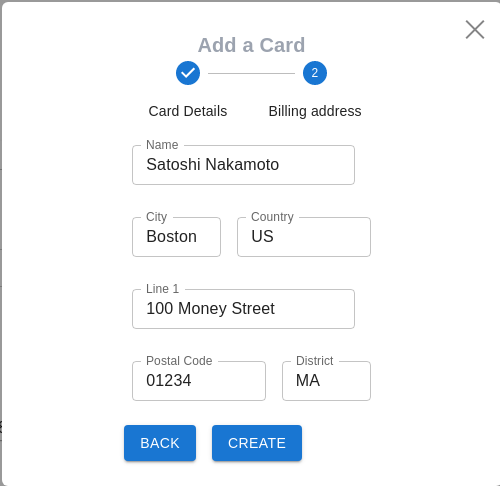 Add a Card
2
Card Details Billing address
Name
Satoshi Nakamoto
City Country
Boston US
Line 1
100 Money Street
Postal Code District
01234 MA
BACK CREATE